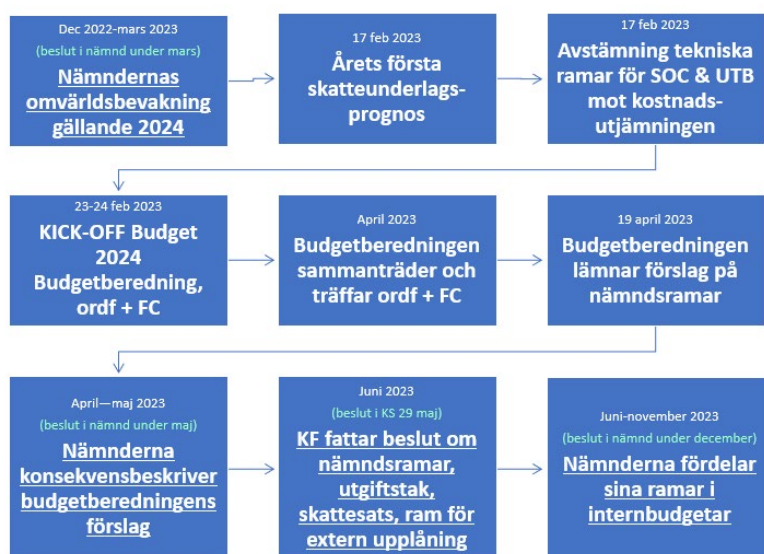 Dec 2022-mars 2023
(beslut i nämnd under mars)
Nämndernas
omvärldsbevakning
gällande 2024
17 feb 2023
Årets första
skatteunderlags-
prognos
17 feb 2023
Avstämning tekniska
ramar för SOC & UTB
mot kostnads-
utjämningen
23-24 feb 2023
KICK-OFF Budget
2024
Budgetberedning,
ordf + FC
April 2023
Budgetberedningen
sammanträder och
träffar ordf + FC
19 april 2023
Budgetberedningen
lämnar förslag på
nämndsramar
April—maj 2023
(beslut i nämnd under maj)
Nämnderna
konsekvensbeskriver
budgetberedningens
förslag
Juni 2023
(beslut i KS 29 maj)
KF fattar beslut om
nämndsramar,
utgiftstak,
skattesats, ram för
extern upplåning
Juni-november 2023
(beslut i nämnd under december)
Nämnderna fördelar
sina ramar i
internbudgetar